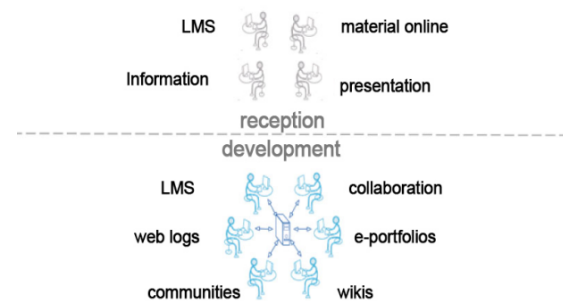 LMS material online
Information presentation
reception
development
LMS collaboration
web logs e-portfolios
communities wikis